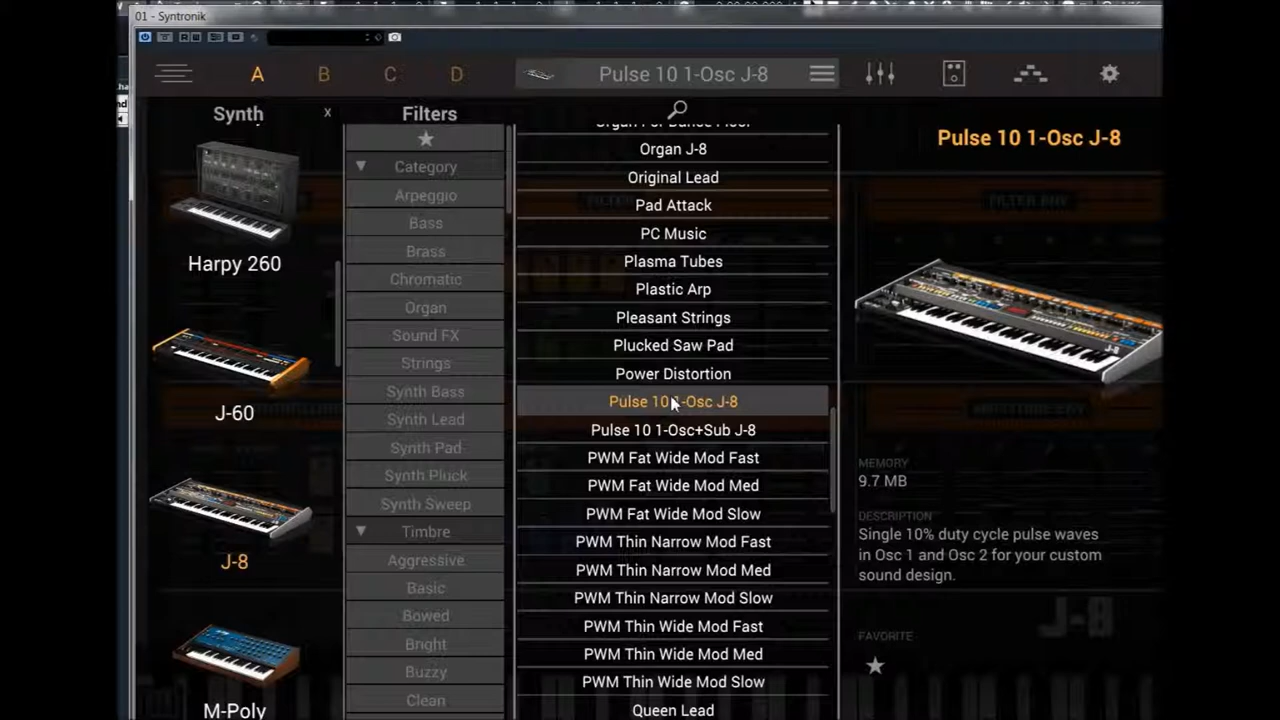 01 - Syntronik
A
B
C
D
Pulse 10 1-Osc J-8
Synth
x
Harpy 260
J-60
J-8
M-Poly
Filters
Category
Arpeggio
Bass
Brass
Chromatic
Organ
Sound FX
Strings
Synth Bass
Synth Lead
Synth Pad
Synth Pluck
Synth Sweep
Timbre
Aggressive
Basic
Bowed
Bright
Buzzy
Clean
Organ For Dance Floor
Organ J-8
Original Lead
Pad Attack
PC Music
Plasma Tubes
Plastic Arp
Pleasant Strings
Plucked Saw Pad
Power Distortion
Pulse 10 1-Osc J-8
Pulse 10 1-Osc+Sub J-8
PWM Fat Wide Mod Fast
PWM Fat Wide Mod Med
PWM Fat Wide Mod Slow
PWM Thin Narrow Mod Fast
PWM Thin Narrow Mod Med
PWM Thin Narrow Mod Slow
PWM Thin Wide Mod Fast
PWM Thin Wide Mod Med
PWM Thin Wide Mod Slow
Queen Lead
Pulse 10 1-Osc J-8
FILTER ENV
MEMORY
9.7 MB
DESCRIPTION
Single 10% duty cycle pulse waves
in Osc 1 and Osc 2 for your custom
sound design.
J-8
FAVORITE